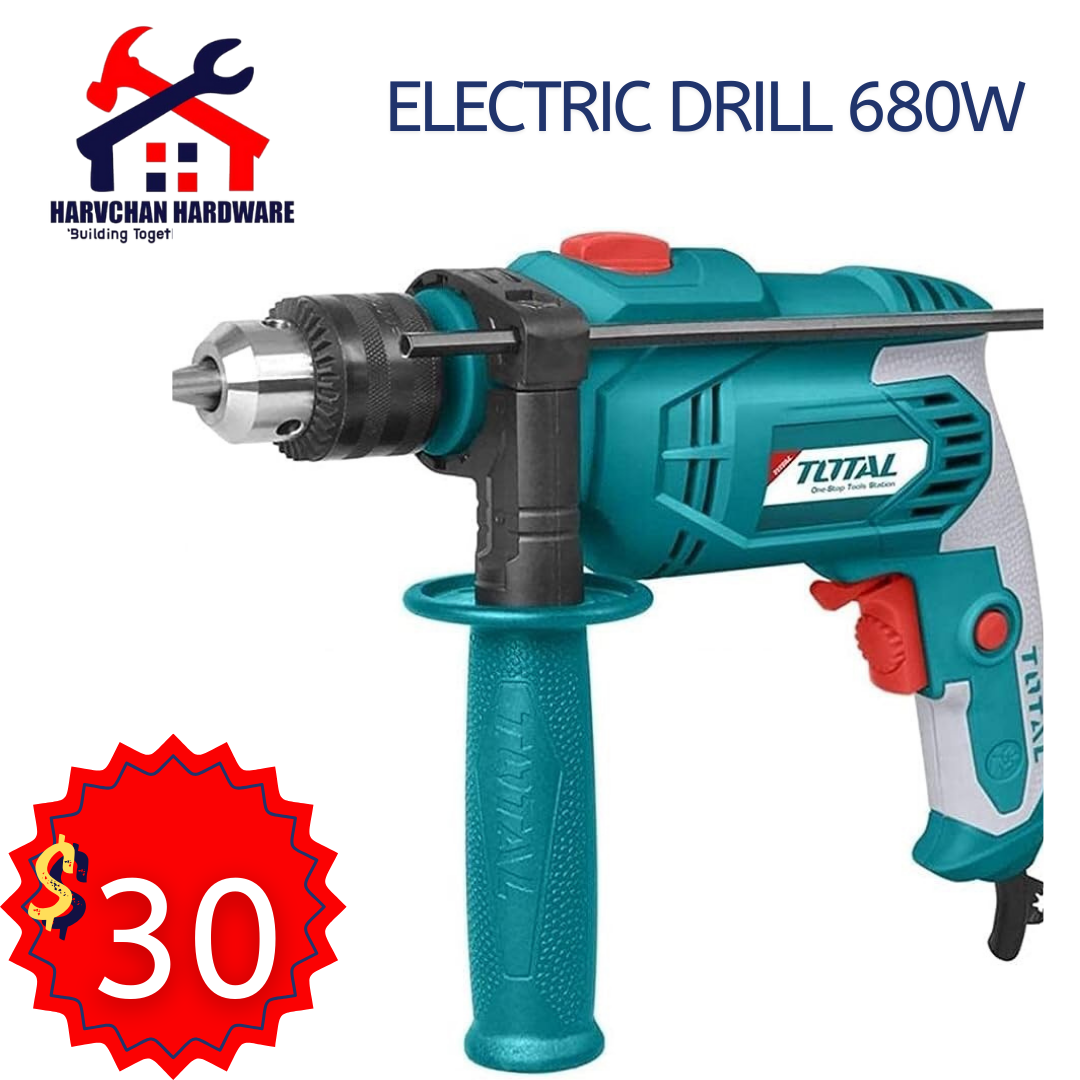 ELECTRIC DRILL 680W
HARVCHAN HARDWARE
"Building Toget
TOTAL
TOTAL
One-Stop Tools Station
TOTAL
TOTAL
$30